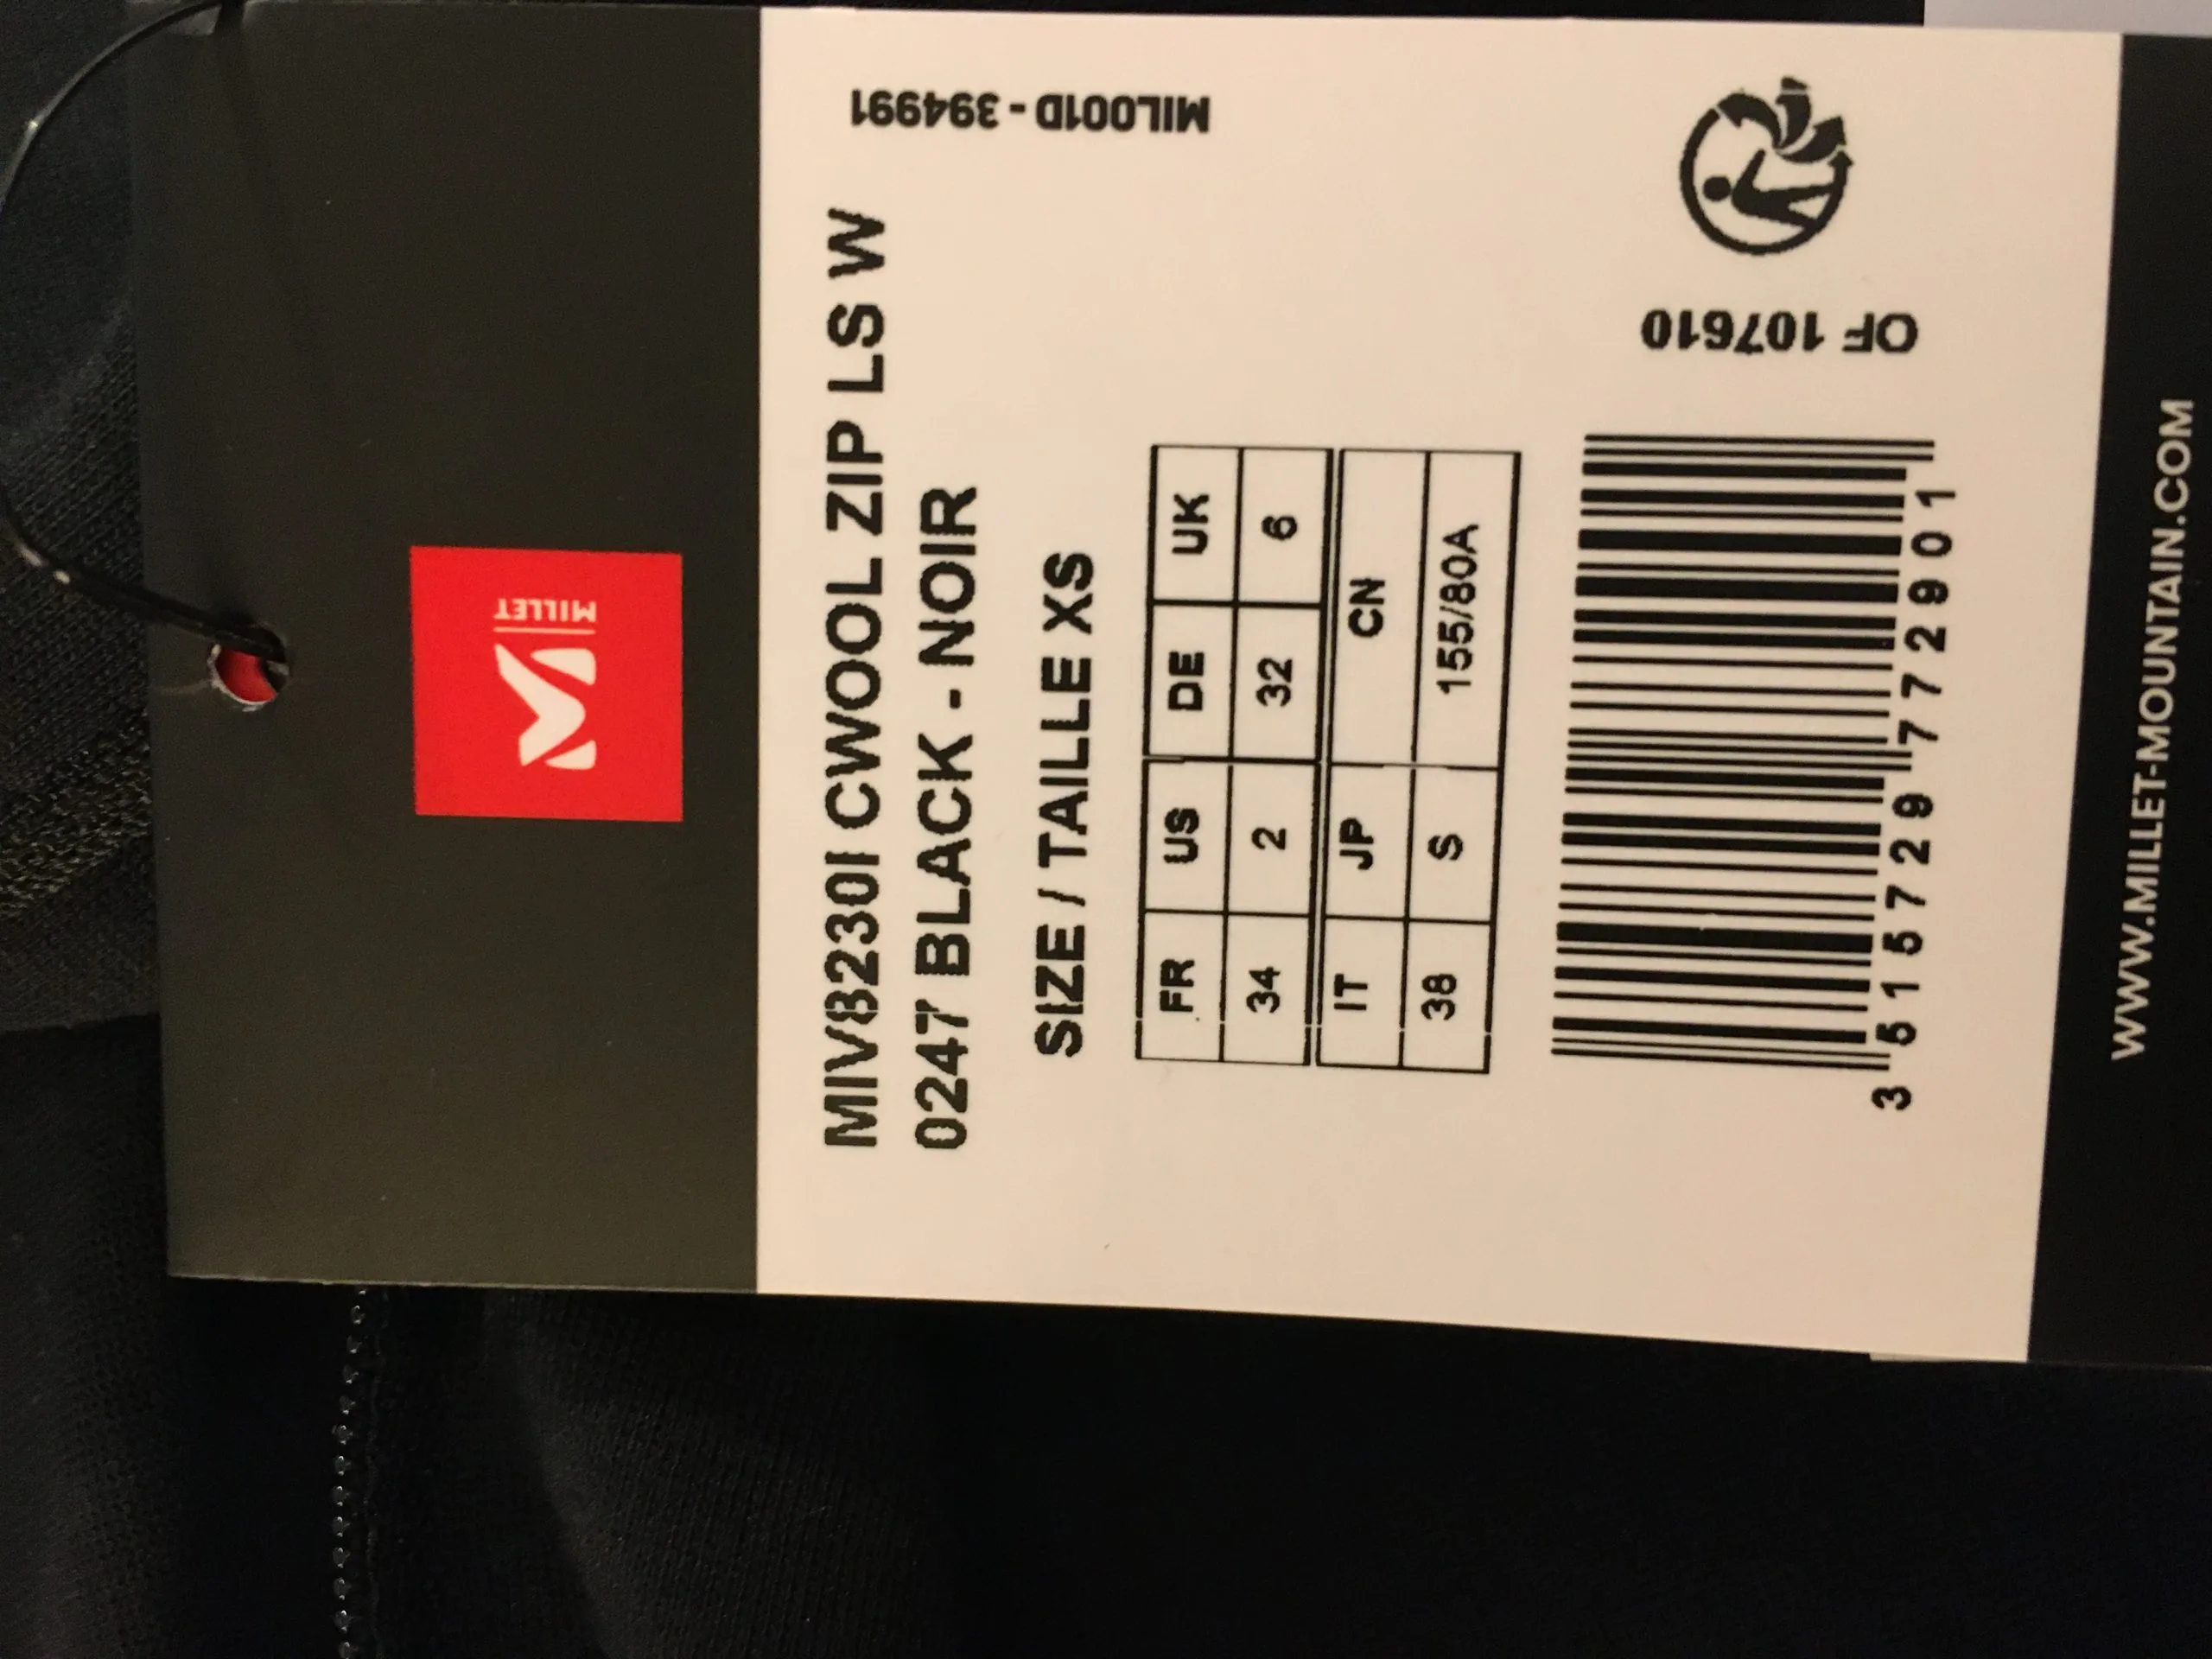 MILLET
MIL001D - 394991
MIV8230I CWOOL ZIP LS W
0247 BLACK - NOIR
SIZE / TAILLE XS
FR US DE UK
34 2 32 6
IT JP CN
38 S 155/80A
OF 107610
3 515729 772901
WWW.MILLET-MOUNTAIN.COM